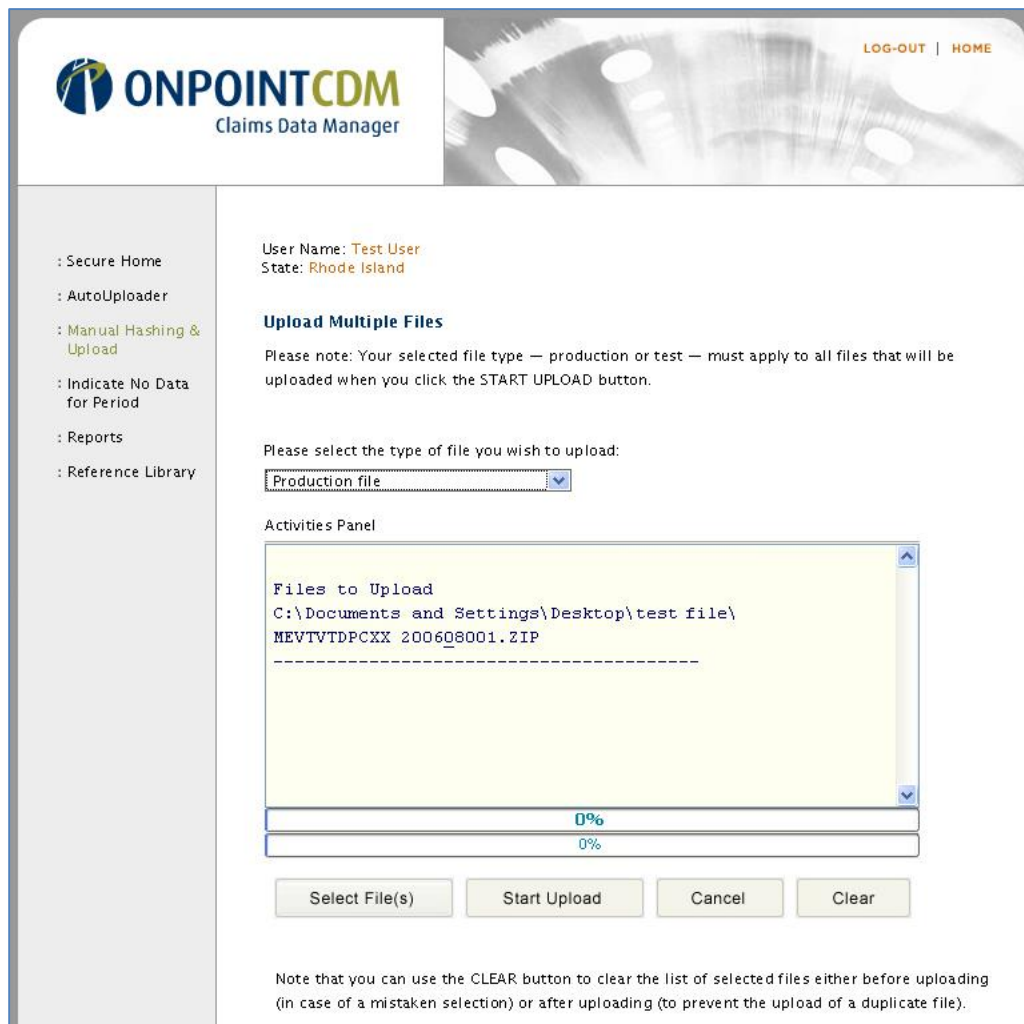 LOG-OUT | HOME
ONPOINTCDM
Claims Data Manager
: Secure Home
: AutoUploader
: Manual Hashing &
Upload
: Indicate No Data
for Period
: Reports
: Reference Library
User Name: Test User
State: Rhode Island
Upload Multiple Files
Please note: Your selected file type — production or test — must apply to all files that will be
uploaded when you click the START UPLOAD button.
Please select the type of file you wish to upload:
Production file
Activities Panel
Files to Upload
C:\Documents and Settings\Desktop\test file\
MEVTVTDPCXX 200608001.ZIP
----------------------------------------
0%
0%
Select File(s)
Start Upload
Cancel
Clear
Note that you can use the CLEAR button to clear the list of selected files either before uploading
(in case of a mistaken selection) or after uploading (to prevent the upload of a duplicate file).